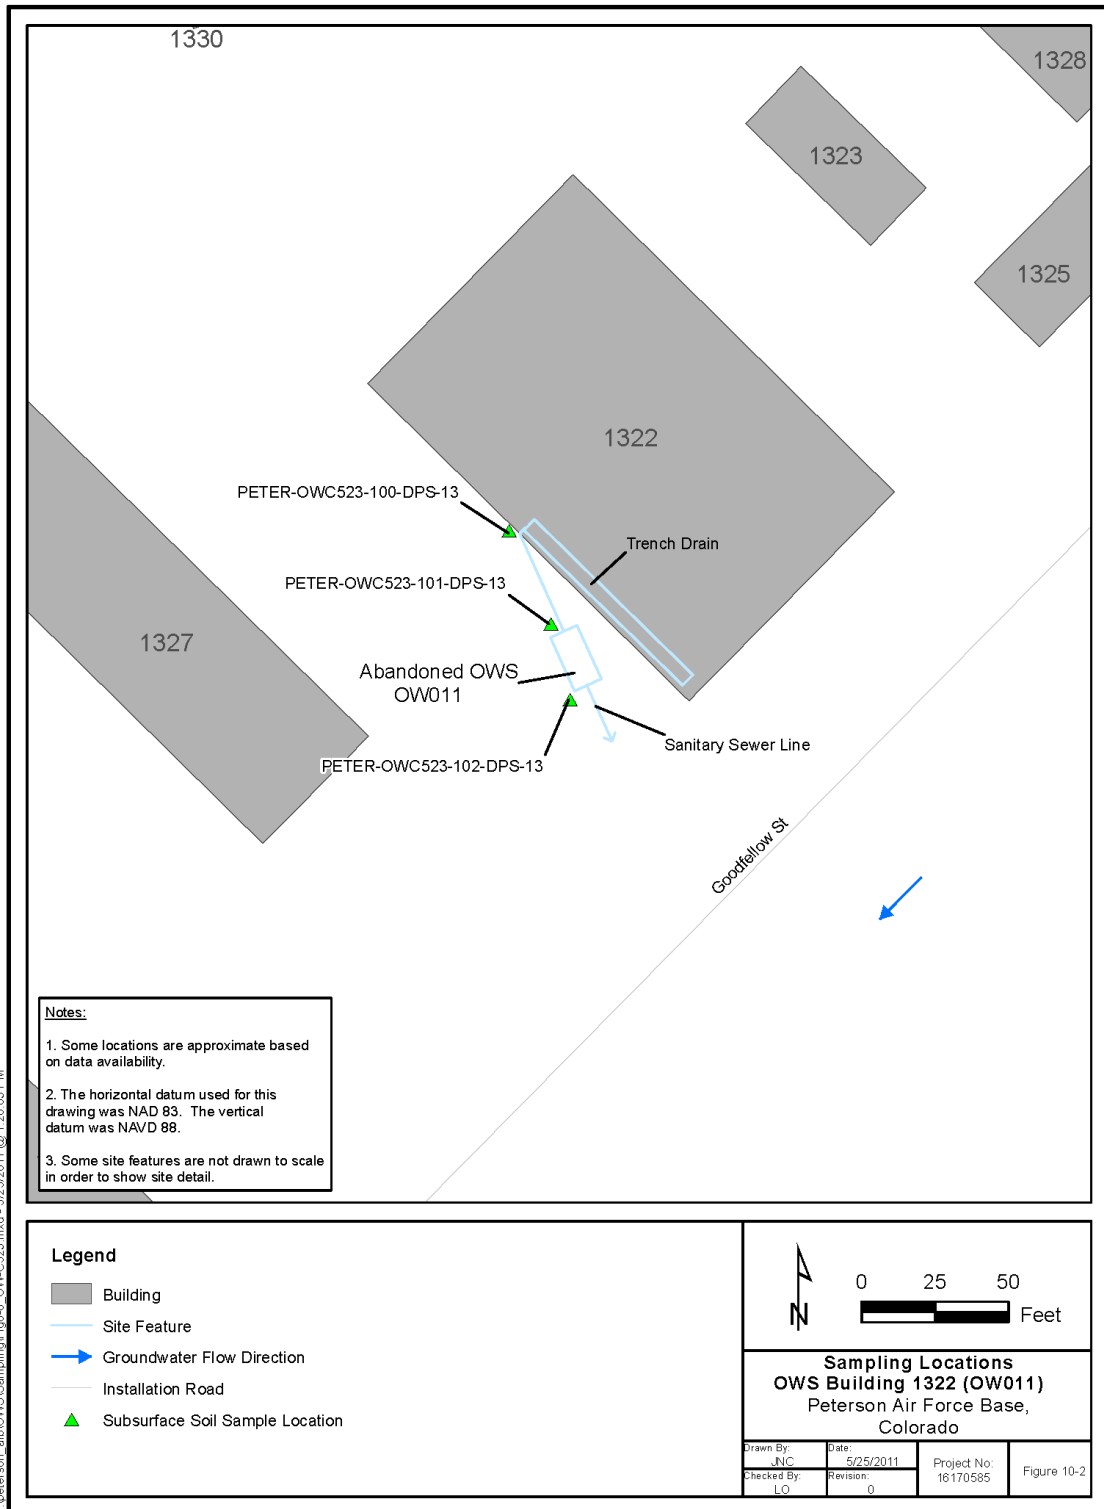 1330
1328
1323
1325
1322
PETER-OWC523-100-DPS-13
Trench Drain
PETER-OWC523-101-DPS-13
1327
Abandoned OWS
OW011
Sanitary Sewer Line
PETER-OWC523-102-DPS-13
Goodfellow St
Notes:
1. Some locations are approximate based
on data availability.
2. The horizontal datum used for this
drawing was NAD 83.  The vertical
datum was NAVD 88.
3. Some site features are not drawn to scale
in order to show site detail.
Legend
Building
Site Feature
Groundwater Flow Direction
Installation Road
Subsurface Soil Sample Location
N
0 25 50
Feet
Sampling Locations
OWS Building 1322 (OW011)
Peterson Air Force Base,
Colorado
Drawn By:
JNC
Date:
5/25/2011
Project No:
16170585
Figure 10-2
Checked By:
LO
Revision:
0